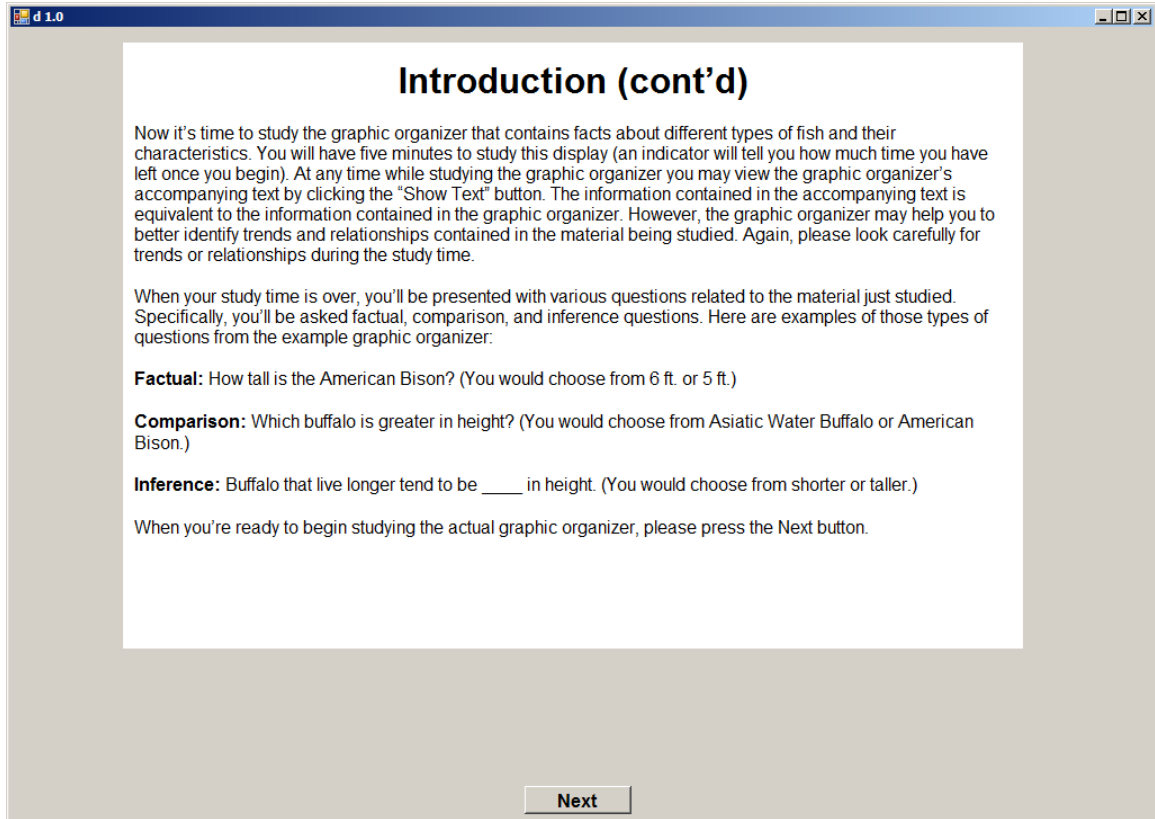 d 1.0
Introduction (cont’d)
Now it’s time to study the graphic organizer that contains facts about different types of fish and their
characteristics. You will have five minutes to study this display (an indicator will tell you how much time you have
left once you begin). At any time while studying the graphic organizer you may view the graphic organizer’s
accompanying text by clicking the “Show Text” button. The information contained in the accompanying text is
equivalent to the information contained in the graphic organizer. However, the graphic organizer may help you to
better identify trends and relationships contained in the material being studied. Again, please look carefully for
trends or relationships during the study time.
When your study time is over, you’ll be presented with various questions related to the material just studied.
Specifically, you’ll be asked factual, comparison, and inference questions. Here are examples of those types of
questions from the example graphic organizer:
Factual: How tall is the American Bison? (You would choose from 6 ft. or 5 ft.)
Comparison: Which buffalo is greater in height? (You would choose from Asiatic Water Buffalo or American
Bison.)
Inference: Buffalo that live longer tend to be ____ in height. (You would choose from shorter or taller.)
When you’re ready to begin studying the actual graphic organizer, please press the Next button.
Next